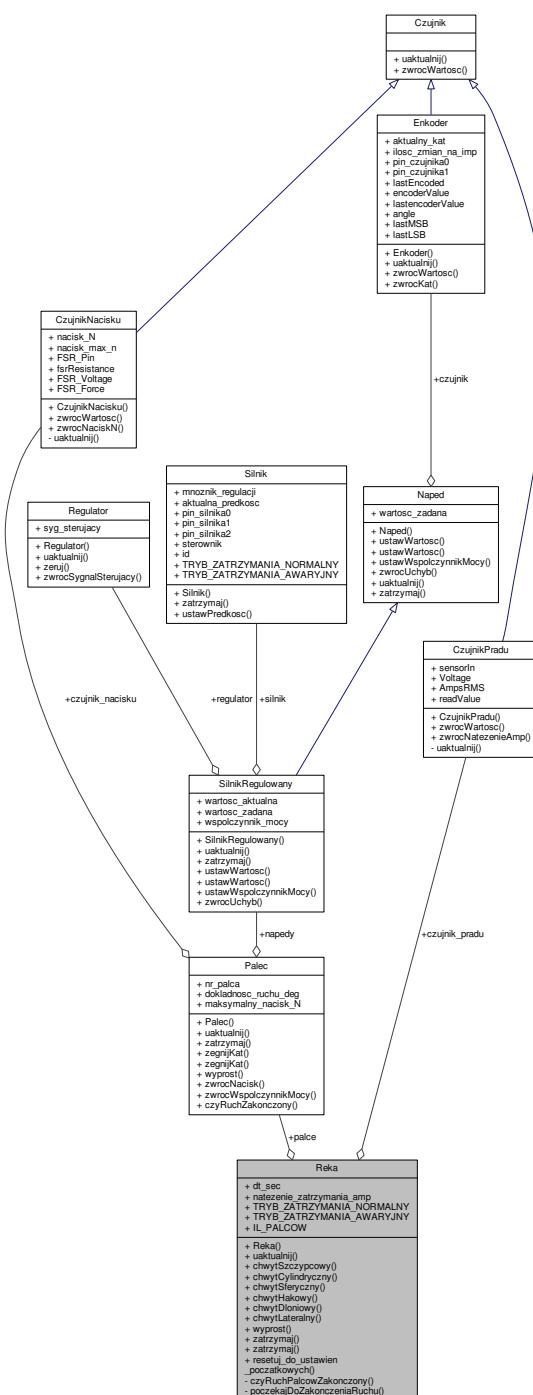 Czujnik
+ uaktualnij()
+ zwrocWartosc()
Enkoder
+ aktualny_kat
+ ilosc_zmian_na_imp
+ pin_czujnika0
+ pin_czujnika1
+ lastEncoded
+ encoderValue
+ lastencoderValue
+ angle
+ lastMSB
+ lastLSB
+ Enkoder()
+ uaktualnij()
+ zwrocWartosc()
+ zwrocKat()
CzujnikNacisku
+ nacisk_N
+ nacisk_max_n
+ FSR_Pin
+ fsrResistance
+ FSR_Voltage
+ FSR_Force
+ CzujnikNacisku()
+ zwrocWartosc()
+ zwrocNaciskN()
- uaktualnij()
+czujnik
Silnik
+ mnoznik_regulacji
+ aktualna_predkosc
+ pin_silnika0
+ pin_silnika1
+ pin_silnika2
+ sterownik
+ id
+ TRYB_ZATRZYMANIA_NORMALNY
+ TRYB_ZATRZYMANIA_AWARYJNY
+ Silnik()
+ zatrzymaj()
+ ustawPredkosc()
Naped
+ wartosc_zadana
+ Naped()
+ ustawWartosc()
+ ustawWartosc()
+ ustawWspolczynnikMocy()
+ zwrocUchyb()
+ uaktualnij()
+ zatrzymaj()
Regulator
+ syg_sterujacy
+ Regulator()
+ uaktualnij()
+ zeruj()
+ zwrocSygnalSterujacy()
CzujnikPradu
+ sensorIn
+ Voltage
+ AmpsRMS
+ readValue
+ CzujnikPradu()
+ zwrocWartosc()
+ zwrocNatezenieAmp()
- uaktualnij()
+czujnik_nacisku
+regulator
+silnik
SilnikRegulowany
+ wartosc_aktualna
+ wartosc_zadana
+ wspolczynnik_mocy
+ SilnikRegulowany()
+ uaktualnij()
+ zatrzymaj()
+ ustawWartosc()
+ ustawWartosc()
+ ustawWspolczynnikMocy()
+ zwrocUchyb()
+napedy
+czujnik_pradu
Palec
+ nr_palca
+ dokladnosc_ruchu_deg
+ maksymalny_nacisk_N
+ Palec()
+ uaktualnij()
+ zatrzymaj()
+ zegnijKat()
+ zegnijKat()
+ wyprost()
+ zwrocNacisk()
+ zwrocWspolczynnikMocy()
+ czyRuchZakonczony()
+palce
Reka
+ dt_sec
+ natezenie_zatrzymania_amp
+ TRYB_ZATRZYMANIA_NORMALNY
+ TRYB_ZATRZYMANIA_AWARYJNY
+ IL_PALCOW
+ Reka()
+ uaktualnij()
+ chwytSzczypcowy()
+ chwytCylindryczny()
+ chwytSferyczny()
+ chwytHakowy()
+ chwytDloniowy()
+ chwytLateralny()
+ wyprost()
+ zatrzymaj()
+ zatrzymaj()
+ resetuj_do_ustawien
_poczatkowych()
- czyRuchPalcowZakonczony()
- poczekajDoZakonczeniaRuchu()